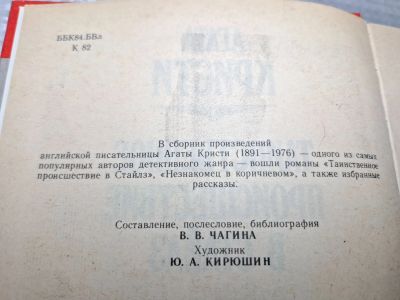 ББК84.БВл
К 82
В сборник произведений
английской писательницы Агаты Кристи (1891—1976) — одного из самых
популярных авторов детективного жанра — вошли романы «Таинственное
происшествие в Стайлз», «Незнакомец в коричневом», а также избранные
рассказы.
Составление, послесловие, библиография
В. В. ЧАГИНА
Художник
Ю. А. КИРЮШИН